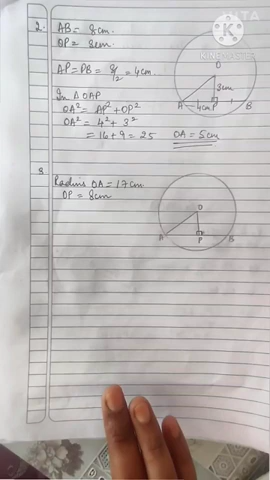 2. AB = 8cm.
OP = 3cm.
AP = PB = 8/2 = 4cm.
In △OAP
OA² = AP² + OP²
OA² = 4² + 3²
= 16 + 9 = 25 OA = 5cm
O
3cm
A 4cm P B
3.
Radius OA = 17cm
OP = 8cm
O
A P B